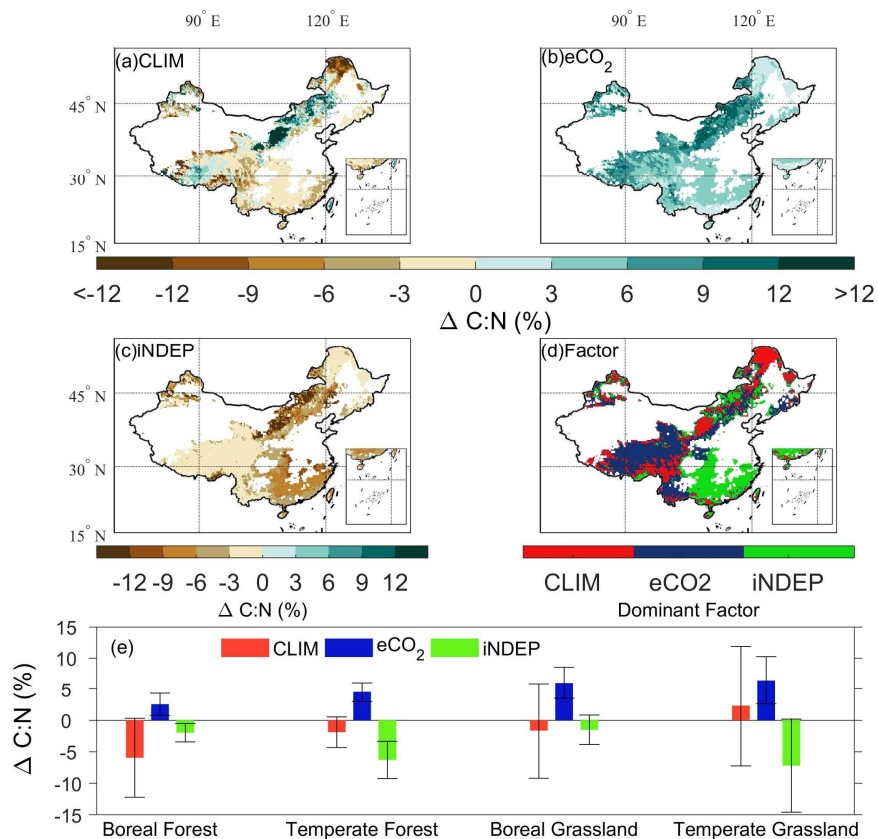 90° E 120° E 90° E 120° E
(a)CLIM (b)eCO₂
45° N
30° N
15° N
<-12 -12 -9 -6 -3 0 3 6 9 12 >12
Δ C:N (%)
(c)iNDEP (d)Factor
45° N
30° N
15° N
-12 -9 -6 -3 0 3 6 9 12 CLIM eCO2 iNDEP
Δ C:N (%) Dominant Factor
(e) CLIM eCO₂ iNDEP
Δ C:N (%)
15
10
5
0
-5
-10
-15
Boreal Forest Temperate Forest Boreal Grassland Temperate Grassland